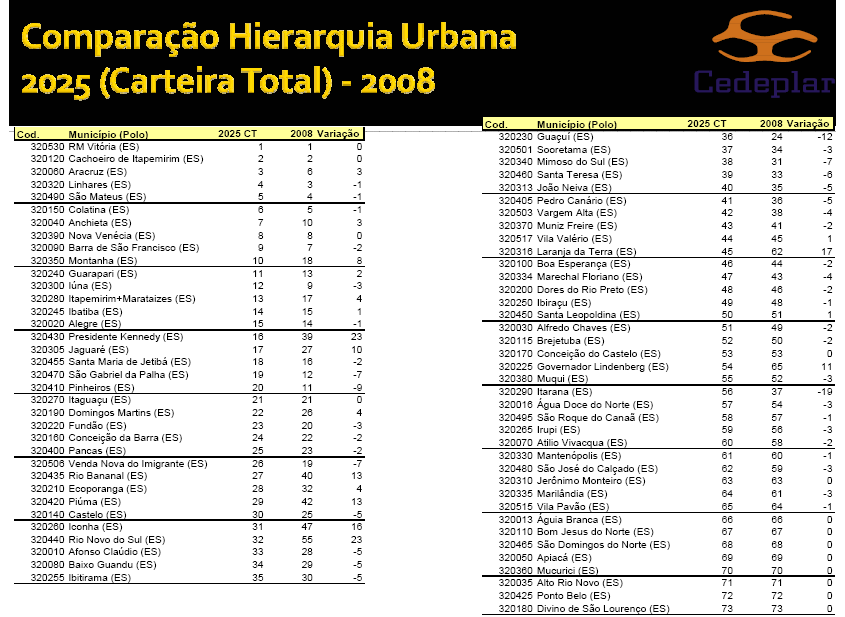 Comparação Hierarquia Urbana
2025 (Carteira Total) - 2008
Cedeplar
Cod. Município (Polo) 2025 CT 2008 Variação
320530 RM Vitória (ES) 1 1 0
320120 Cachoeiro de Itapemirim (ES) 2 2 0
320060 Aracruz (ES) 3 6 3
320320 Linhares (ES) 4 3 -1
320490 São Mateus (ES) 5 4 -1
320150 Colatina (ES) 6 5 -1
320040 Anchieta (ES) 7 10 3
320390 Nova Venécia (ES) 8 8 0
320090 Barra de São Francisco (ES) 9 7 -2
320350 Montanha (ES) 10 18 8
320240 Guarapari (ES) 11 13 2
320300 Iúna (ES) 12 9 -3
320280 Itapemirim+Marataizes (ES) 13 17 4
320245 Ibatiba (ES) 14 15 1
320020 Alegre (ES) 15 14 -1
320430 Presidente Kennedy (ES) 16 39 23
320305 Jaguaré (ES) 17 27 10
320455 Santa Maria de Jetibá (ES) 18 16 -2
320470 São Gabriel da Palha (ES) 19 12 -7
320410 Pinheiros (ES) 20 11 -9
320270 Itaguaçu (ES) 21 21 0
320190 Domingos Martins (ES) 22 26 4
320220 Fundão (ES) 23 20 -3
320160 Conceição da Barra (ES) 24 22 -2
320400 Pancas (ES) 25 23 -2
320506 Venda Nova do Imigrante (ES) 26 19 -7
320435 Rio Bananal (ES) 27 40 13
320210 Ecoporanga (ES) 28 32 4
320420 Piúma (ES) 29 42 13
320140 Castelo (ES) 30 25 -5
320260 Iconha (ES) 31 47 16
320440 Rio Novo do Sul (ES) 32 55 23
320010 Afonso Claúdio (ES) 33 28 -5
320080 Baixo Guandu (ES) 34 29 -5
320255 Ibitirama (ES) 35 30 -5
Cod. Município (Polo) 2025 CT 2008 Variação
320230 Guaçuí (ES) 36 24 -12
320501 Sooretama (ES) 37 34 -3
320340 Mimoso do Sul (ES) 38 31 -7
320460 Santa Teresa (ES) 39 33 -6
320313 João Neiva (ES) 40 35 -5
320405 Pedro Canário (ES) 41 36 -5
320503 Vargem Alta (ES) 42 38 -4
320370 Muniz Freire (ES) 43 41 -2
320517 Vila Valério (ES) 44 45 1
320316 Laranja da Terra (ES) 45 62 17
320100 Boa Esperança (ES) 46 44 -2
320334 Marechal Floriano (ES) 47 43 -4
320200 Dores do Rio Preto (ES) 48 46 -2
320250 Ibiraçu (ES) 49 48 -1
320450 Santa Leopoldina (ES) 50 51 1
320030 Alfredo Chaves (ES) 51 49 -2
320115 Brejetuba (ES) 52 50 -2
320170 Conceição do Castelo (ES) 53 53 0
320225 Governador Lindenberg (ES) 54 65 11
320380 Muqui (ES) 55 52 -3
320290 Itarana (ES) 56 37 -19
320016 Água Doce do Norte (ES) 57 54 -3
320495 São Roque do Canaã (ES) 58 57 -1
320265 Irupi (ES) 59 56 -3
320070 Atilio Vivacqua (ES) 60 58 -2
320330 Mantenópolis (ES) 61 60 -1
320480 São José do Calçado (ES) 62 59 -3
320310 Jerônimo Monteiro (ES) 63 63 0
320335 Marilândia (ES) 64 61 -3
320515 Vila Pavão (ES) 65 64 -1
320013 Águia Branca (ES) 66 66 0
320110 Bom Jesus do Norte (ES) 67 67 0
320465 São Domingos do Norte (ES) 68 68 0
320050 Apiacá (ES) 69 69 0
320360 Mucurici (ES) 70 70 0
320035 Alto Rio Novo (ES) 71 71 0
320425 Ponto Belo (ES) 72 72 0
320180 Divino de São Lourenço (ES) 73 73 0